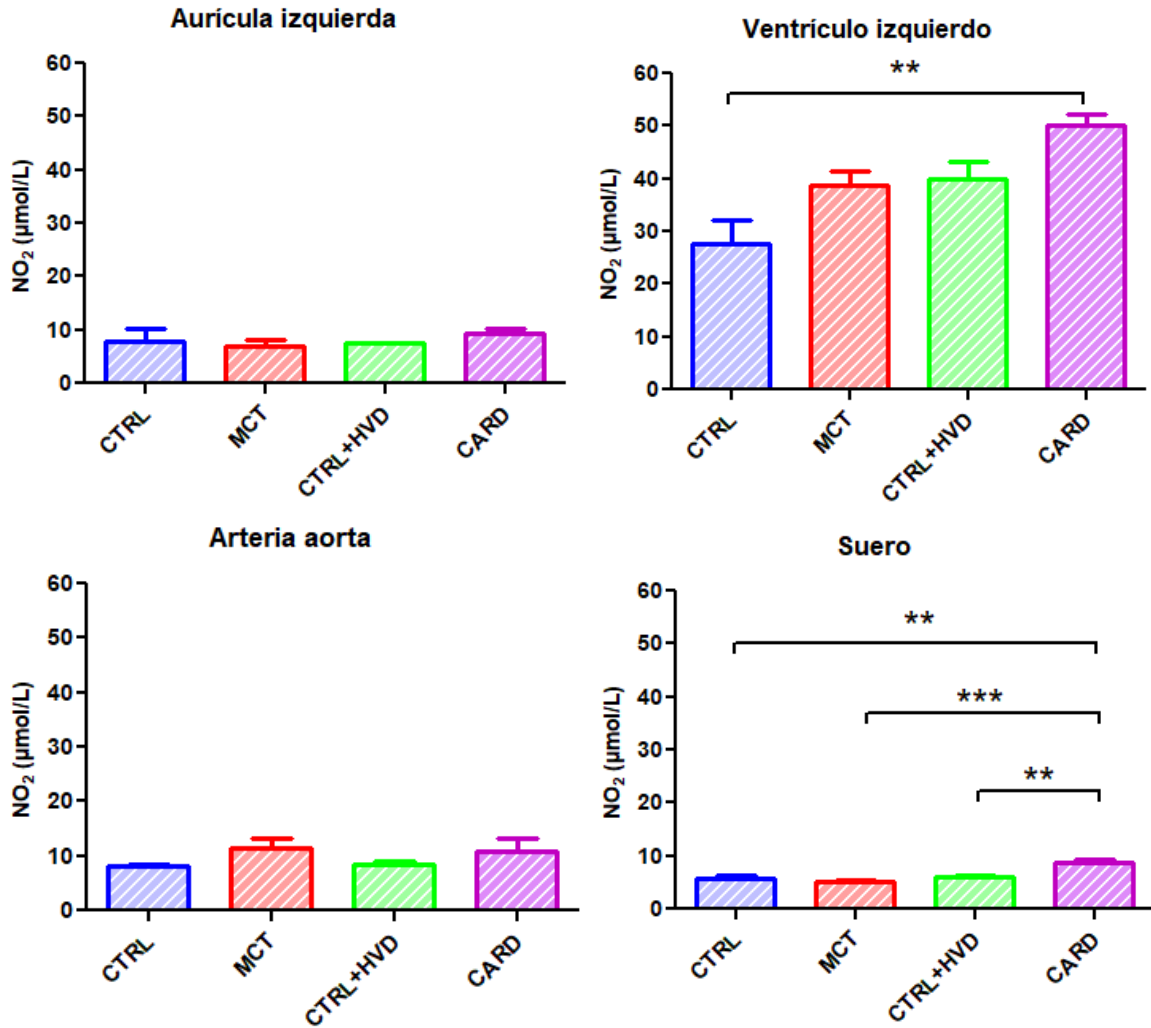 Aurícula izquierda
NO₂ (µmol/L)
60
50
40
30
20
10
0
CTRL
MCT
CTRL+HVD
CARD
Ventrículo izquierdo
**
NO₂ (µmol/L)
60
50
40
30
20
10
0
CTRL
MCT
CTRL+HVD
CARD
Arteria aorta
NO₂ (µmol/L)
60
50
40
30
20
10
0
CTRL
MCT
CTRL+HVD
CARD
Suero
**
***
**
NO₂ (µmol/L)
60
50
40
30
20
10
0
CTRL
MCT
CTRL+HVD
CARD